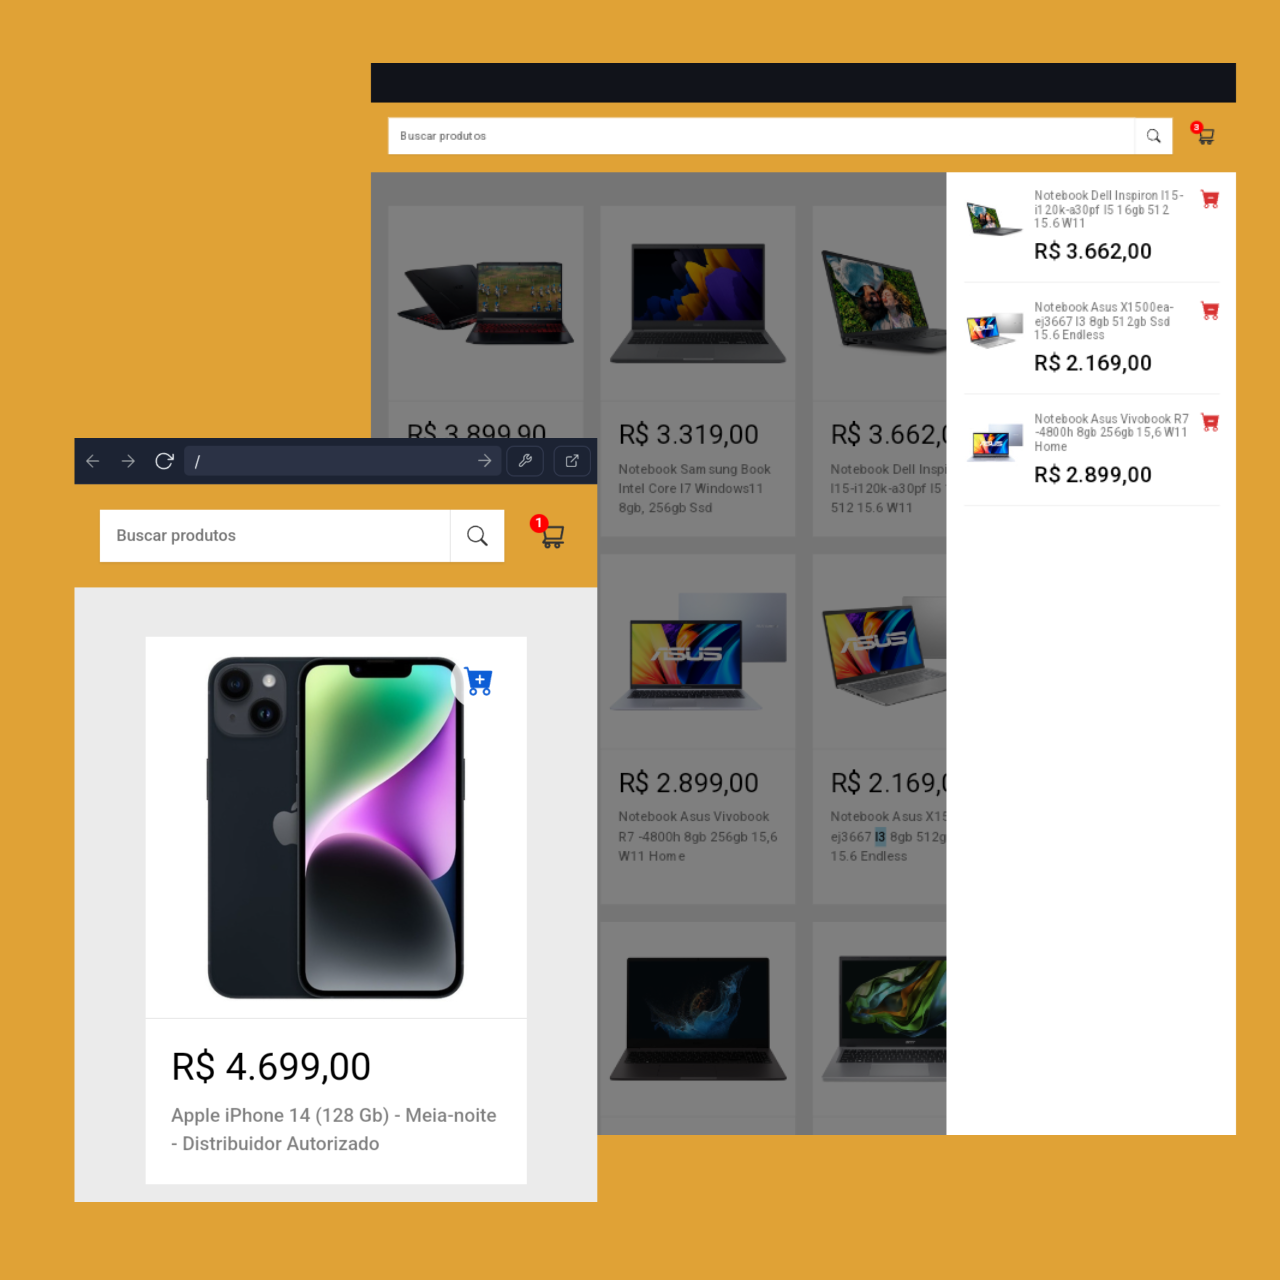 Buscar produtos
3
R$ 3.899,90
R$ 3.319,00
Notebook Samsung Book
Intel Core I7 Windows11
8gb, 256gb Ssd
R$ 3.662,0
Notebook Dell Inspi
I15-i120k-a30pf I5
512 15.6 W11
ASUS
R$ 2.899,00
Notebook Asus Vivobook
R7 -4800h 8gb 256gb 15,6
W11 Home
ASUS
R$ 2.169,0
Notebook Asus X15
ej3667 I3 8gb 512g
15.6 Endless
Notebook Dell Inspiron I15-
i120k-a30pf I5 16gb 512
15.6 W11
R$ 3.662,00
Notebook Asus X1500ea-
ej3667 I3 8gb 512gb Ssd
15.6 Endless
R$ 2.169,00
Notebook Asus Vivobook R7
-4800h 8gb 256gb 15,6 W11
Home
R$ 2.899,00
/
Buscar produtos
1
R$ 4.699,00
Apple iPhone 14 (128 Gb) - Meia-noite
- Distribuidor Autorizado